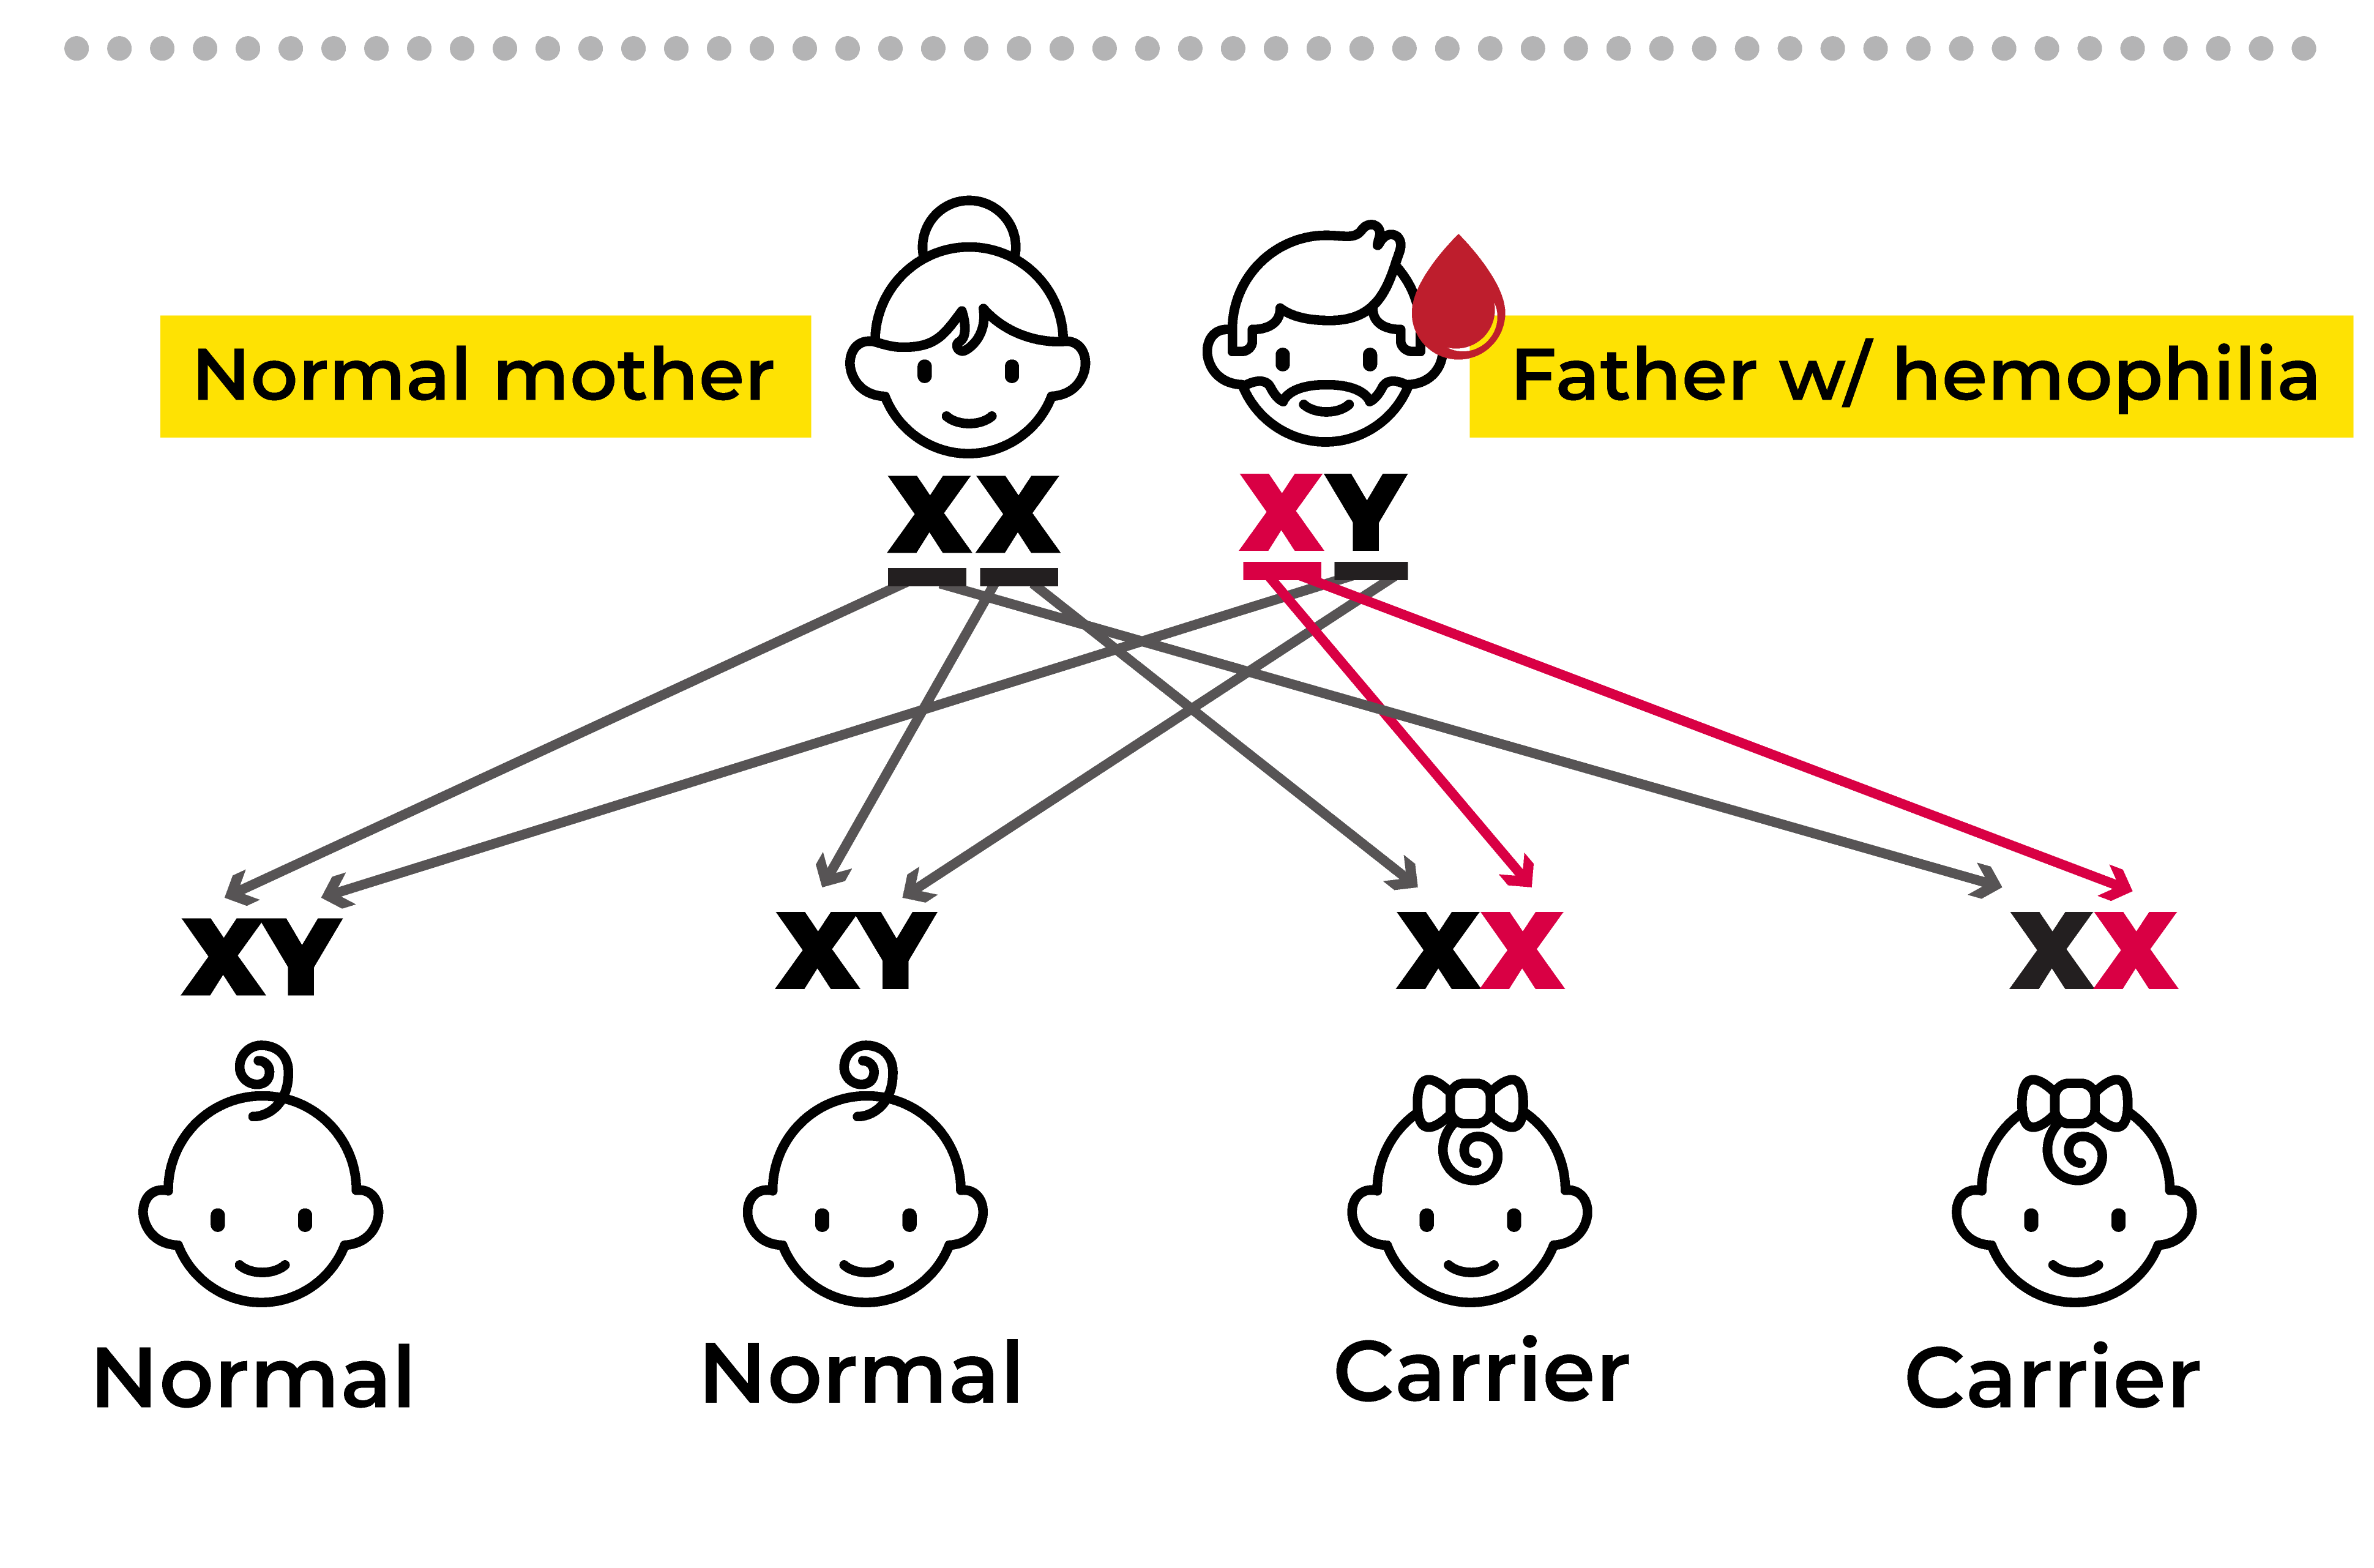 Normal mother
Father w/ hemophilia
XX
XY
XY
XY
XX
XX
Normal
Normal
Carrier
Carrier